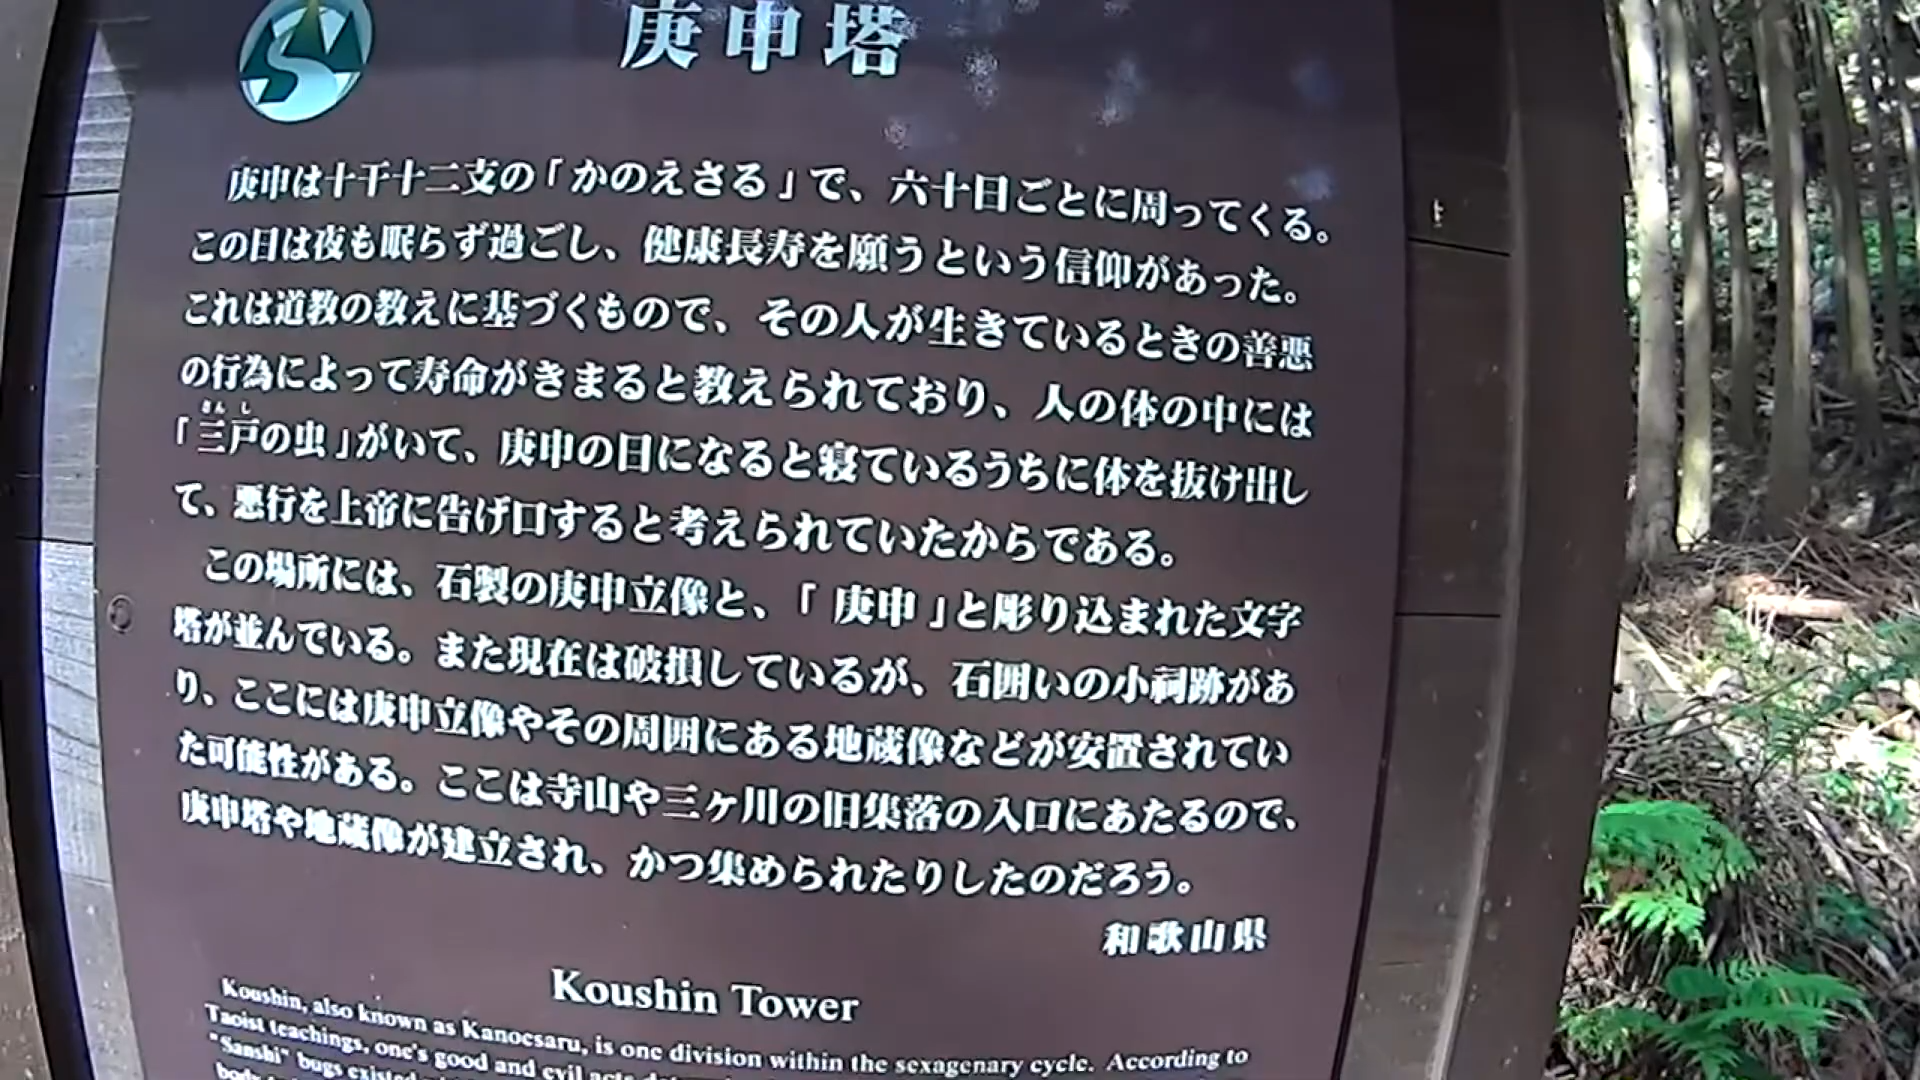 庚申塔
庚申は十干十二支の「かのえさる」で、六十日ごとに周ってくる。
この日は夜も眠らず過ごし、健康長寿を願うという信仰があった。
これは道教の教えに基づくもので、その人が生きているときの善悪
の行為によって寿命がきまると教えられており、人の体の中には
さん し
「三戸の虫」がいて、庚申の日になると寝ているうちに体を抜け出し
て、悪行を上帝に告げ口すると考えられていたからである。
この場所には、石製の庚申立像と、「庚申」と彫り込まれた文字
塔が並んでいる。また現在は破損しているが、石囲いの小祠跡があ
り、ここには庚申立像やその周囲にある地蔵像などが安置されてい
た可能性がある。ここは寺山や三ヶ川の旧集落の入口にあたるので、
庚申塔や地蔵像が建立され、かつ集められたりしたのだろう。
和歌山県
Koushin Tower
Koushin, also known as Kanoesaru, is one division within the sexagenary cycle. According to
Taoist teachings, one's good and evil acts
"Sanshi" bugs existed